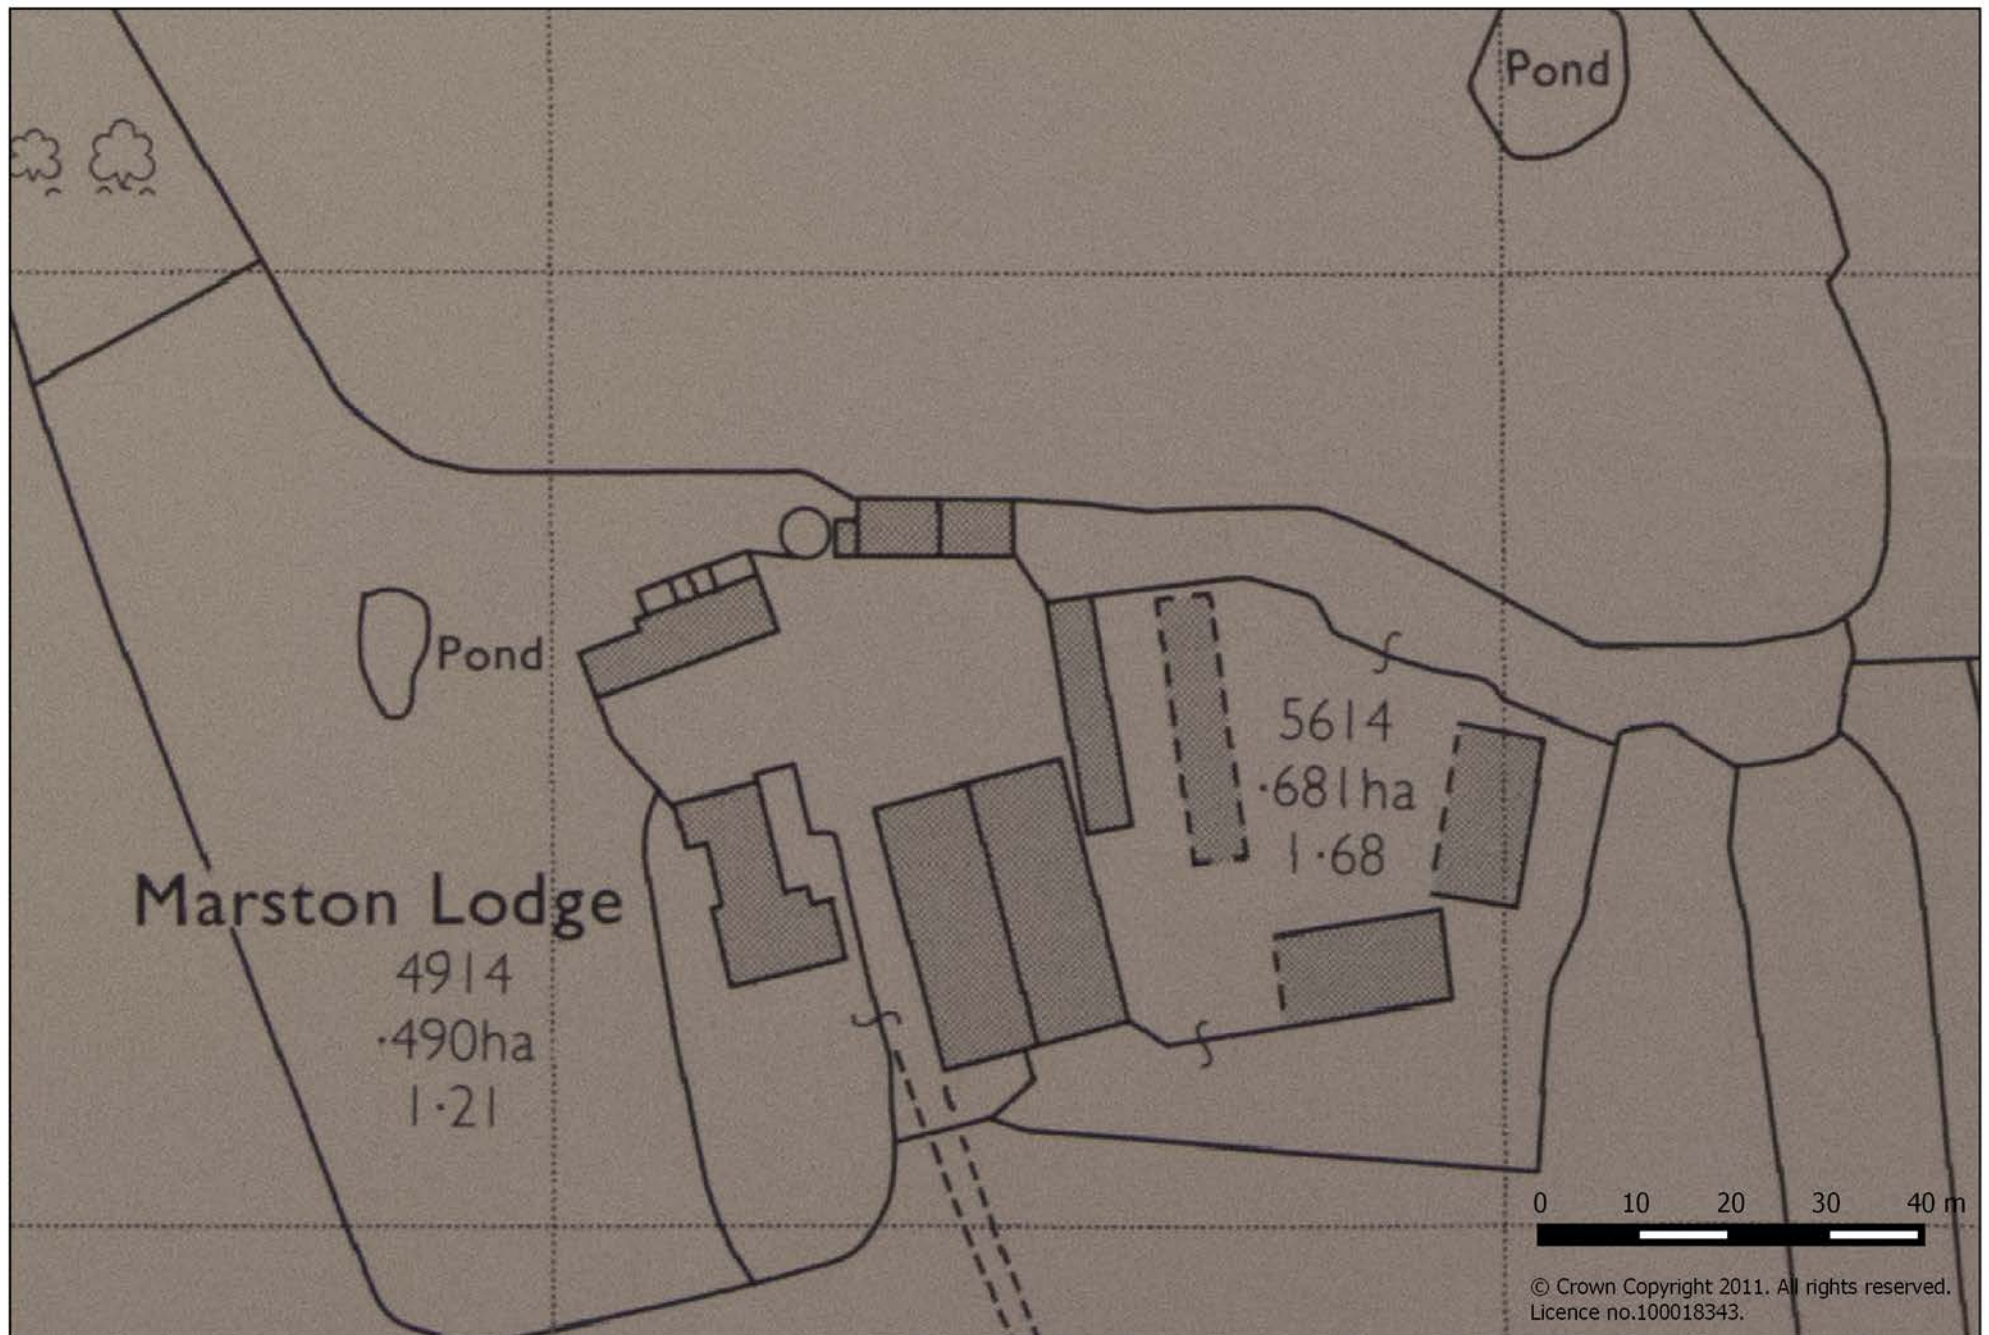 Pond
Pond
5614
·681ha
1·68
Marston Lodge
4914
·490ha
1·21
0 10 20 30 40 m
© Crown Copyright 2011. All rights reserved.
Licence no.100018343.